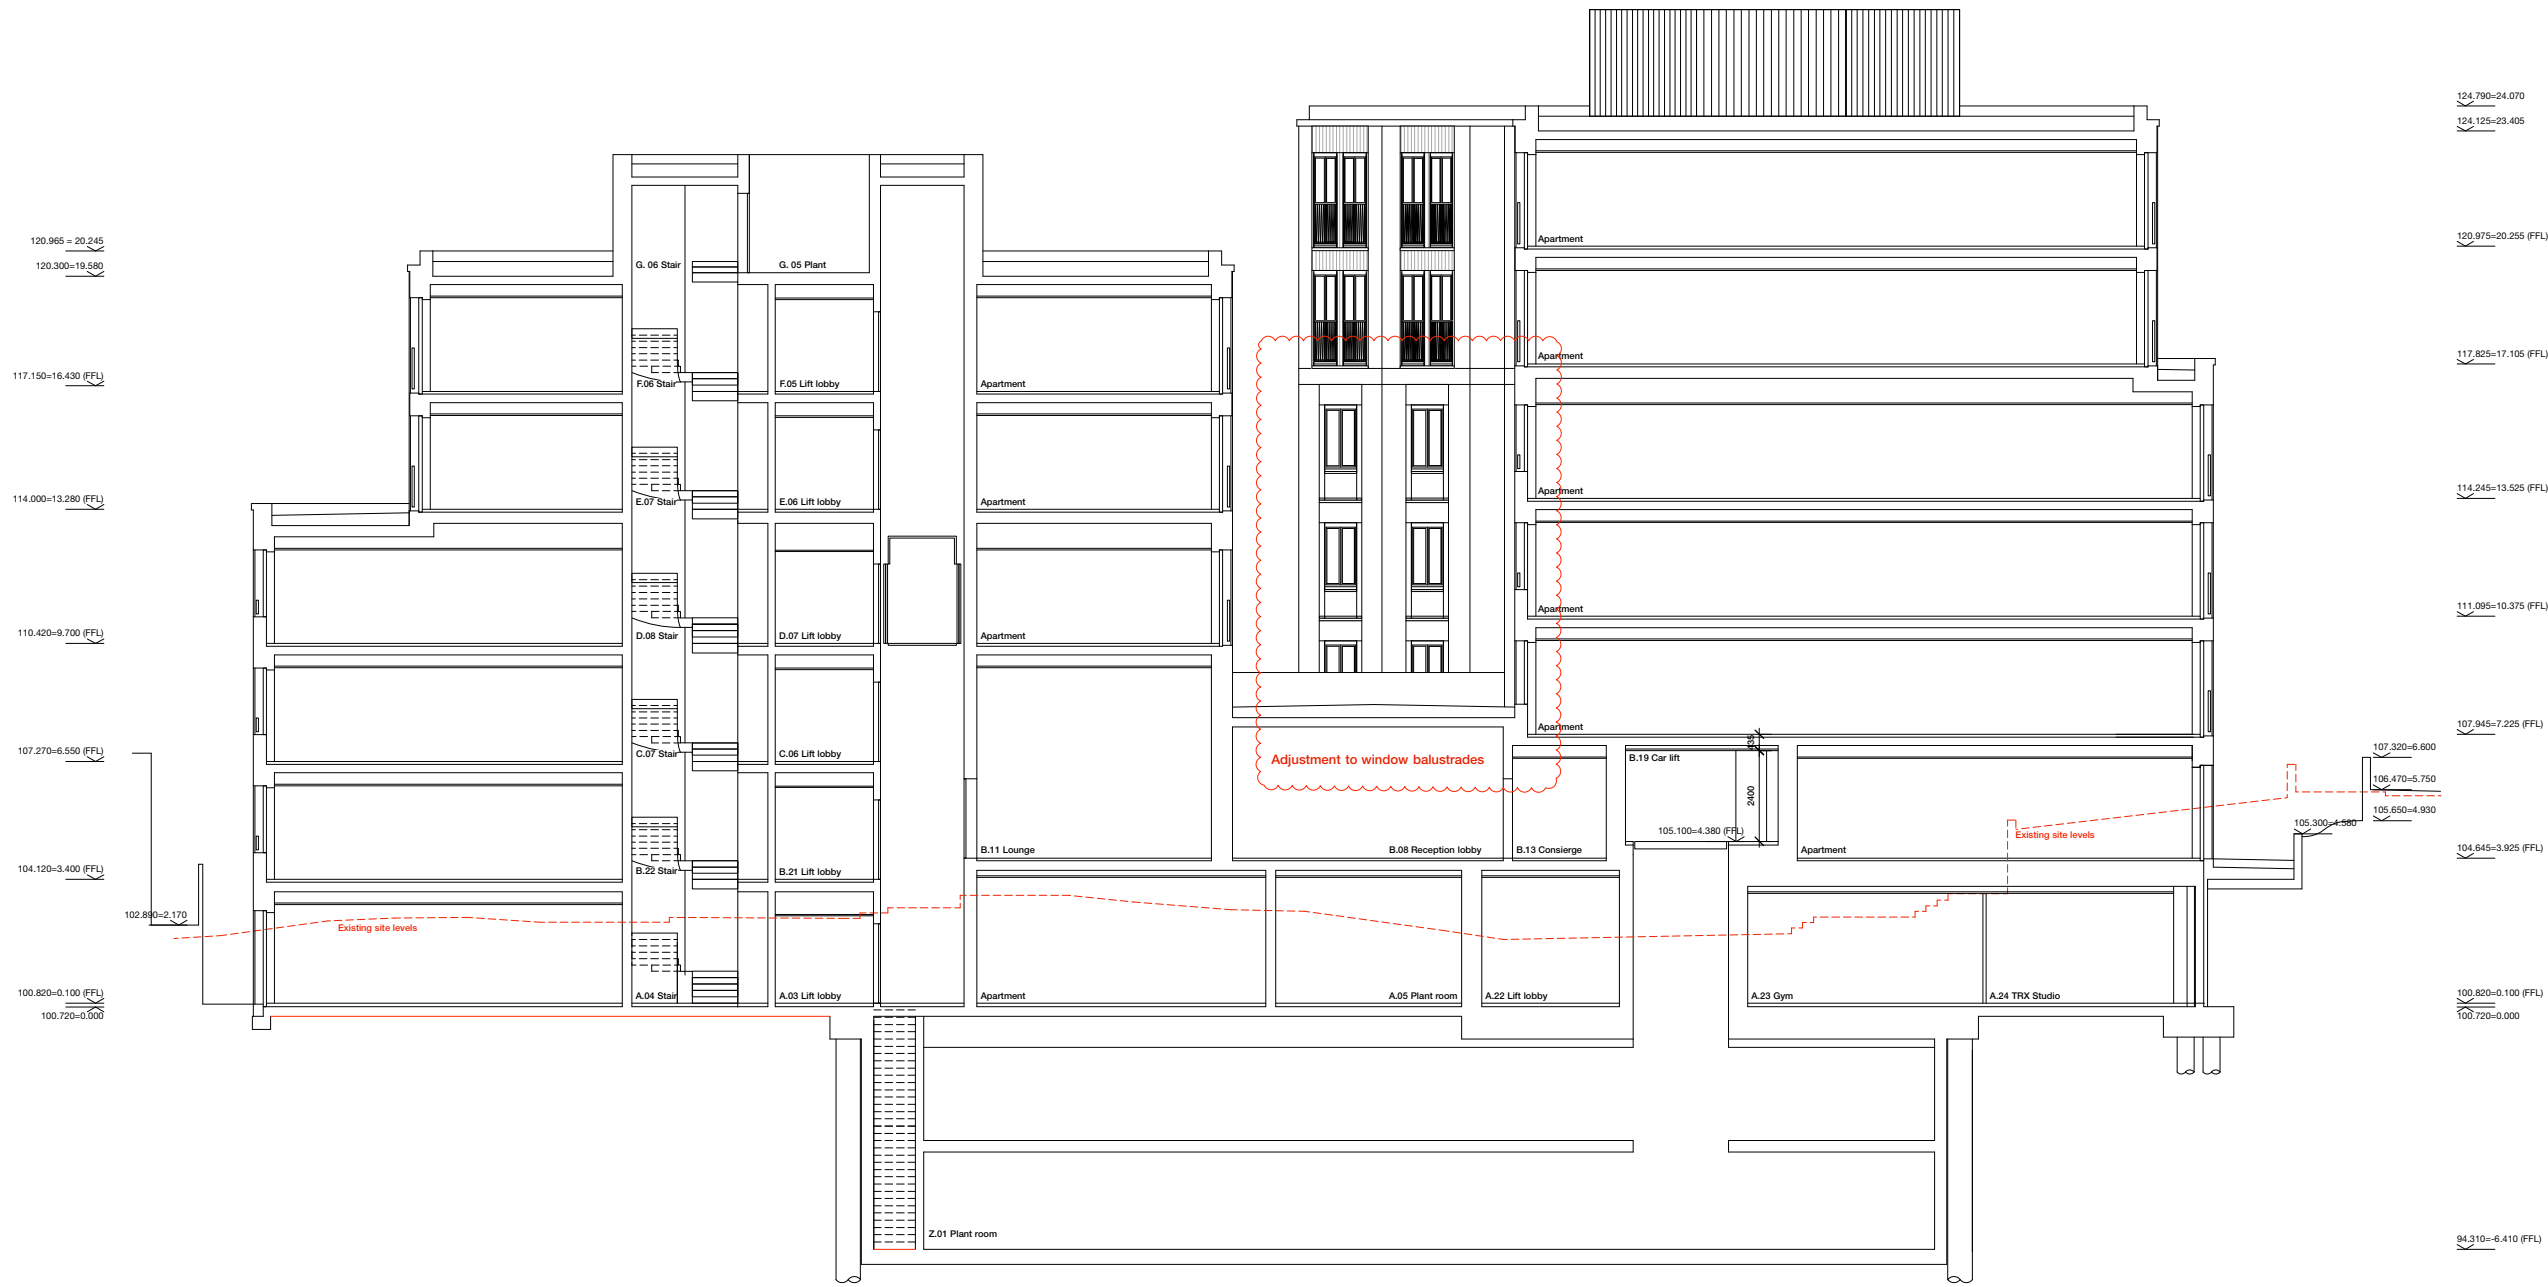 124.790=24.070
124.125=23.405
120.965 = 20.245
120.300=19.580
Apartment
120.975=20.255 (FFL)
G. 06 Stair
G. 05 Plant
117.150=16.430 (FFL)
F.06 Stair
F.05 Lift lobby
Apartment
Apartment
117.825=17.105 (FFL)
114.000=13.280 (FFL)
E.07 Stair
E.06 Lift lobby
Apartment
Apartment
114.245=13.525 (FFL)
110.420=9.700 (FFL)
D.08 Stair
D.07 Lift lobby
Apartment
Apartment
111.095=10.375 (FFL)
107.270=6.550 (FFL)
C.07 Stair
C.06 Lift lobby
Adjustment to window balustrades
Apartment
435
B.19 Car lift
2400
105.100=4.380 (FFL)
107.945=7.225 (FFL)
107.320=6.600
106.470=5.750
105.650=4.930
105.300=4.580
Existing site levels
104.120=3.400 (FFL)
B.22 Stair
B.21 Lift lobby
B.11 Lounge
B.08 Reception lobby
B.13 Consierge
Apartment
104.645=3.925 (FFL)
102.890=2.170
Existing site levels
100.820=0.100 (FFL)
100.720=0.000
A.04 Stair
A.03 Lift lobby
Apartment
A.05 Plant room
A.22 Lift lobby
A.23 Gym
A.24 TRX Studio
100.820=0.100 (FFL)
100.720=0.000
Z.01 Plant room
94.310=-6.410 (FFL)